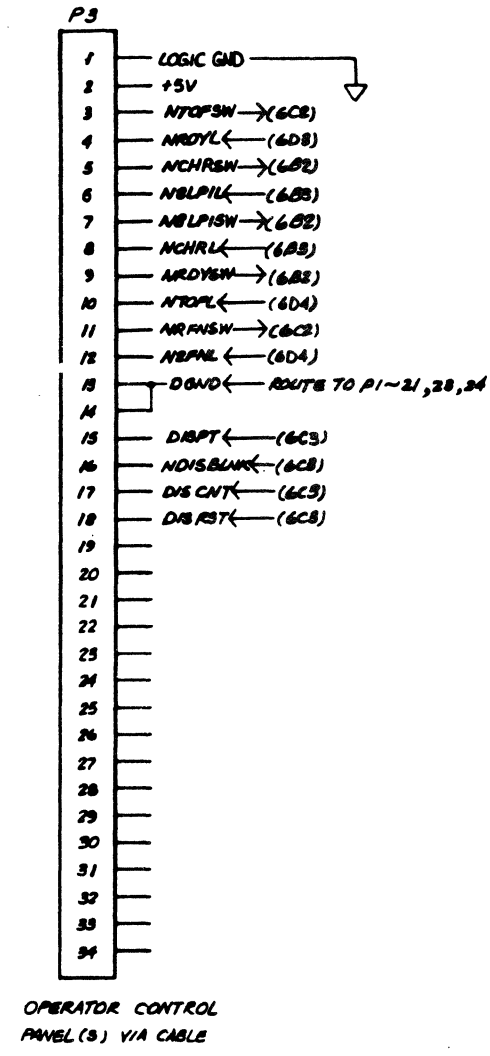 P3
1 LOGIC GND
2 +5V
3 NTOFSW (6C2)
4 NRDYL (6D3)
5 NCHRSW (6B2)
6 N8LPIL (6B3)
7 N8LPISW (6B2)
8 NCHRL (6B3)
9 NRDYSW (6B2)
10 NTOFL (6D4)
11 NRFNSW (6C2)
12 NRFNL (6D4)
13 DGND ROUTE TO P1~21,23,24
14
15 DISPT (6C3)
16 NDISBLNK (6C3)
17 DISCNT (6C3)
18 DISRST (6C3)
19
20
21
22
23
24
25
26
27
28
29
30
31
32
33
34
OPERATOR CONTROL
PANEL(S) VIA CABLE